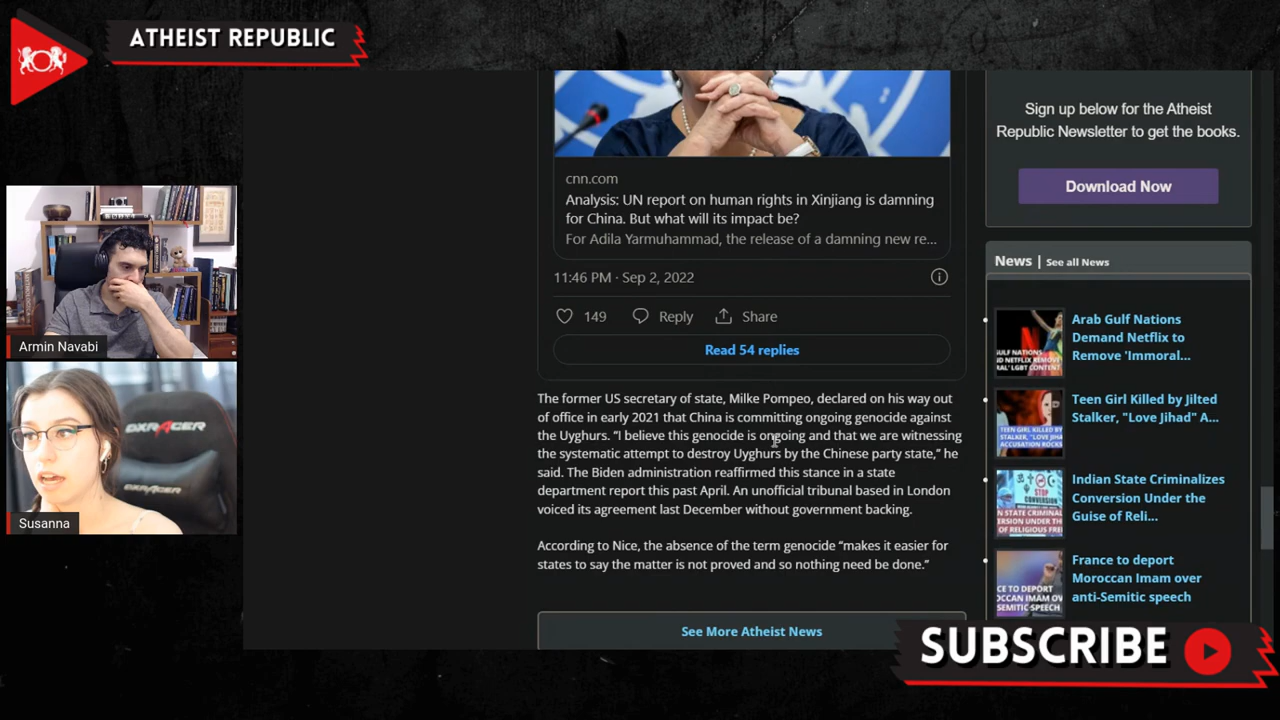 ATHEIST REPUBLIC
Armin Navabi
Susanna
DXRACER
cnn.com
Analysis: UN report on human rights in Xinjiang is damning
for China. But what will its impact be?
For Adila Yarmuhammad, the release of a damning new re...
11:46 PM · Sep 2, 2022
149 Reply Share
Read 54 replies
The former US secretary of state, Milke Pompeo, declared on his way out
of office in early 2021 that China is committing ongoing genocide against
the Uyghurs. “I believe this genocide is ongoing and that we are witnessing
the systematic attempt to destroy Uyghurs by the Chinese party state,” he
said. The Biden administration reaffirmed this stance in a state
department report this past April. An unofficial tribunal based in London
voiced its agreement last December without government backing.
According to Nice, the absence of the term genocide “makes it easier for
states to say the matter is not proved and so nothing need be done.”
See More Atheist News
Sign up below for the Atheist
Republic Newsletter to get the books.
Download Now
News | See all News
Arab Gulf Nations
Demand Netflix to
Remove 'Immoral...
Teen Girl Killed by Jilted
Stalker, "Love Jihad" A...
Indian State Criminalizes
Conversion Under the
Guise of Reli...
France to deport
Moroccan Imam over
anti-Semitic speech
SUBSCRIBE